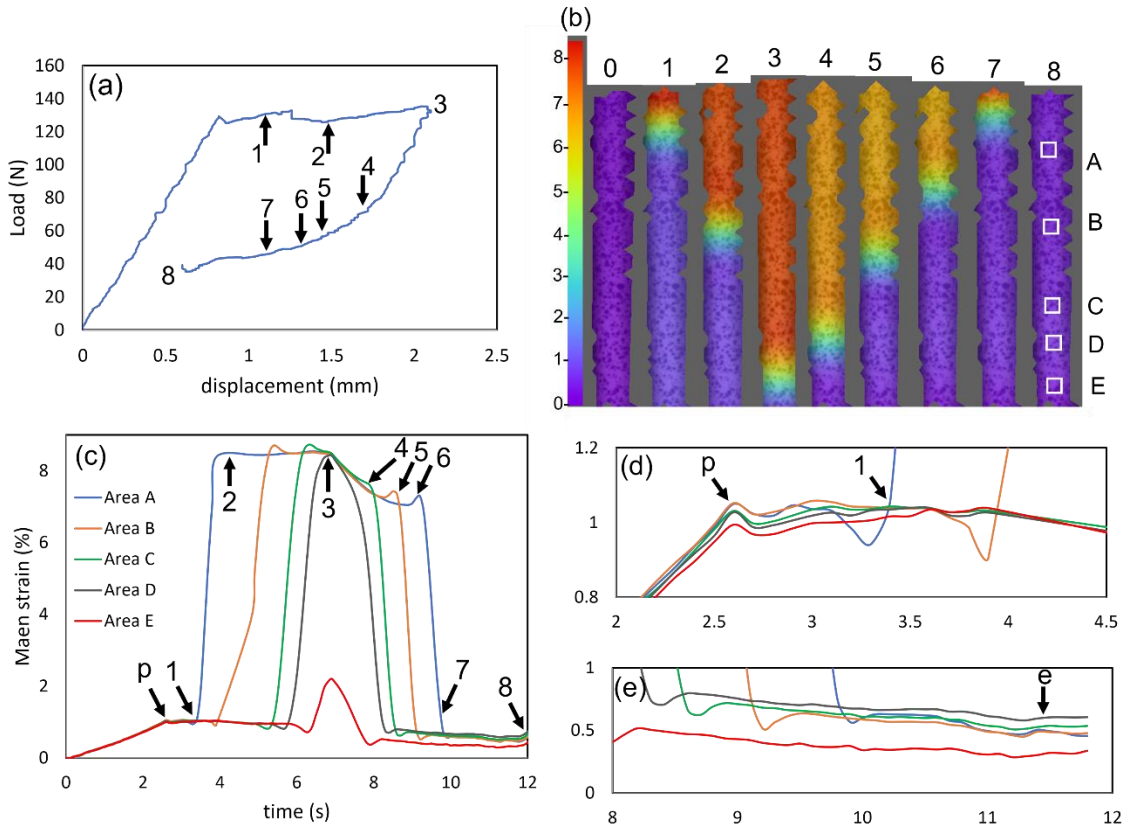 (a)
160
140
120
100
80
60
40
20
0
Load (N)
0 0.5 1 1.5 2 2.5
displacement (mm)
1
2
3
4
5
6
7
8
(b)
8
7
6
5
4
3
2
1
0
0 1 2 3 4 5 6 7 8
A
B
C
D
E
(c)
8
6
4
2
0
Maen strain (%)
Area A
Area B
Area C
Area D
Area E
p 1
2
3
4
5
6
7
8
0 2 4 6 8 10 12
time (s)
(d)
1.2
1
0.8
p
1
2 2.5 3 3.5 4 4.5
(e)
1
0.5
0
e
8 9 10 11 12